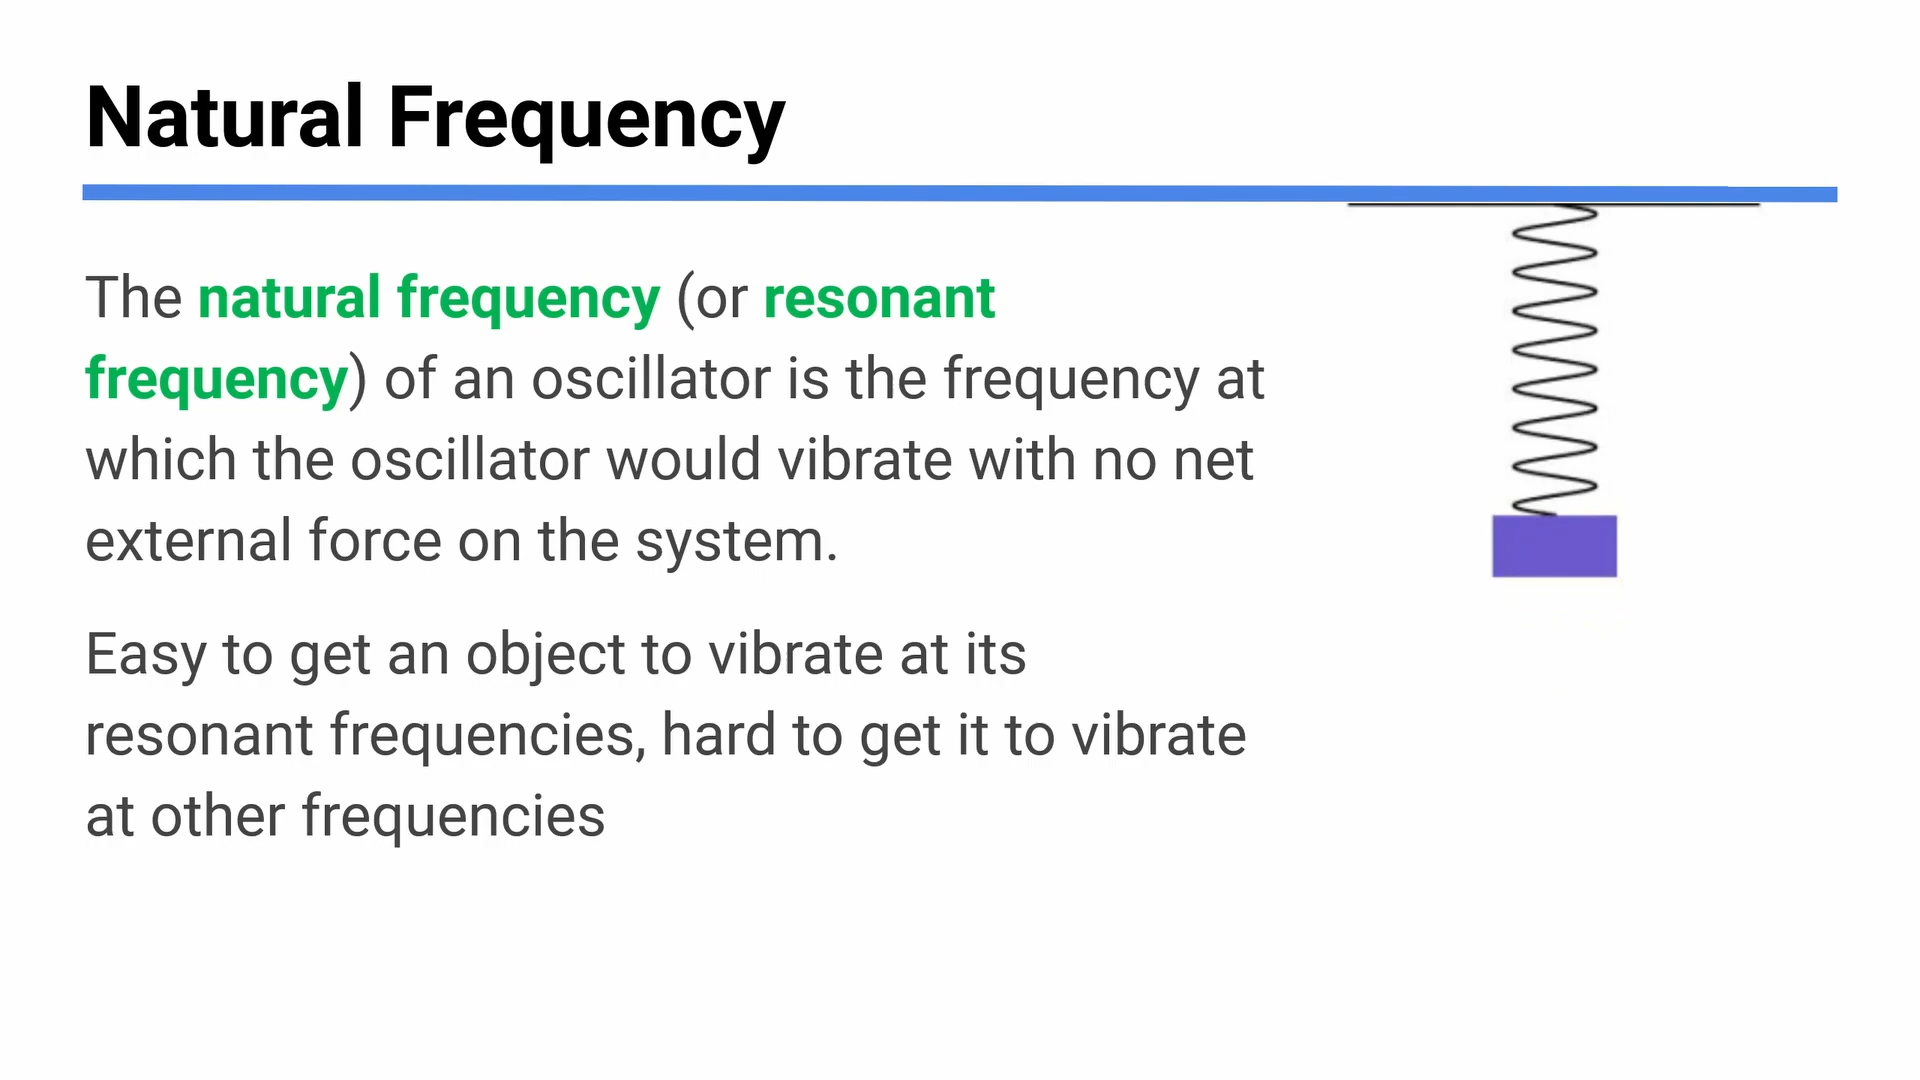 Natural Frequency
The natural frequency (or resonant
frequency) of an oscillator is the frequency at
which the oscillator would vibrate with no net
external force on the system.
Easy to get an object to vibrate at its
resonant frequencies, hard to get it to vibrate
at other frequencies